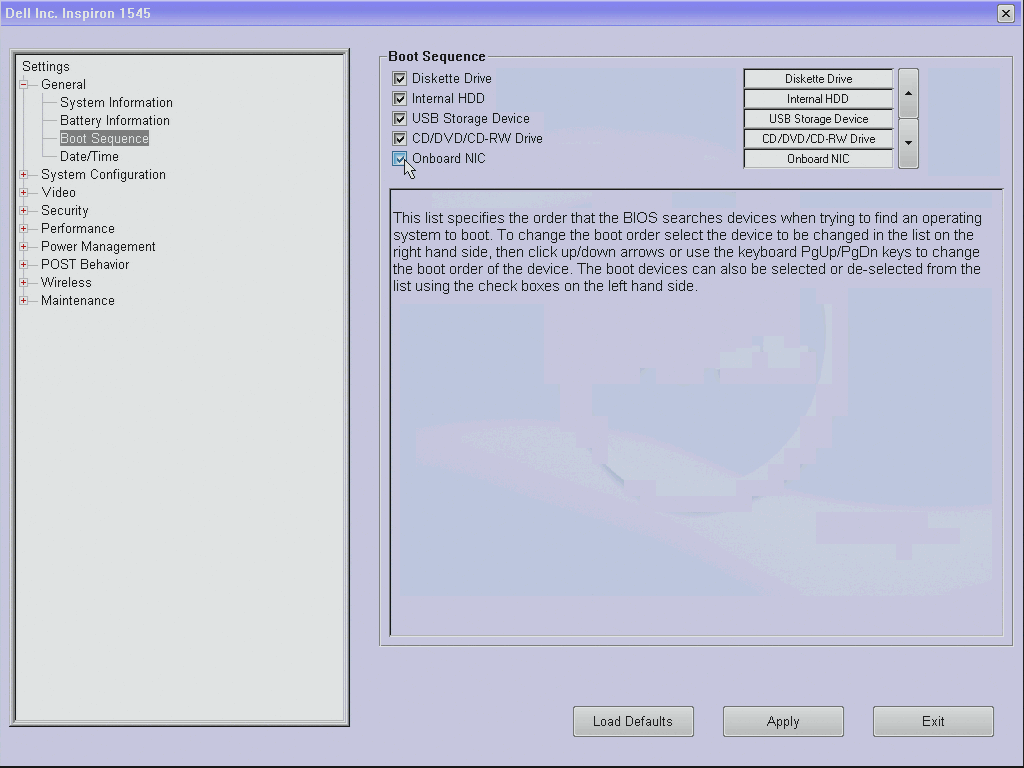 Dell Inc. Inspiron 1545
Settings
General
System Information
Battery Information
Boot Sequence
Date/Time
System Configuration
Video
Security
Performance
Power Management
POST Behavior
Wireless
Maintenance
Boot Sequence
Diskette Drive
Internal HDD
USB Storage Device
CD/DVD/CD-RW Drive
Onboard NIC
Diskette Drive
Internal HDD
USB Storage Device
CD/DVD/CD-RW Drive
Onboard NIC
This list specifies the order that the BIOS searches devices when trying to find an operating
system to boot. To change the boot order select the device to be changed in the list on the
right hand side, then click up/down arrows or use the keyboard PgUp/PgDn keys to change
the boot order of the device. The boot devices can also be selected or de-selected from the
list using the check boxes on the left hand side.
Load Defaults
Apply
Exit